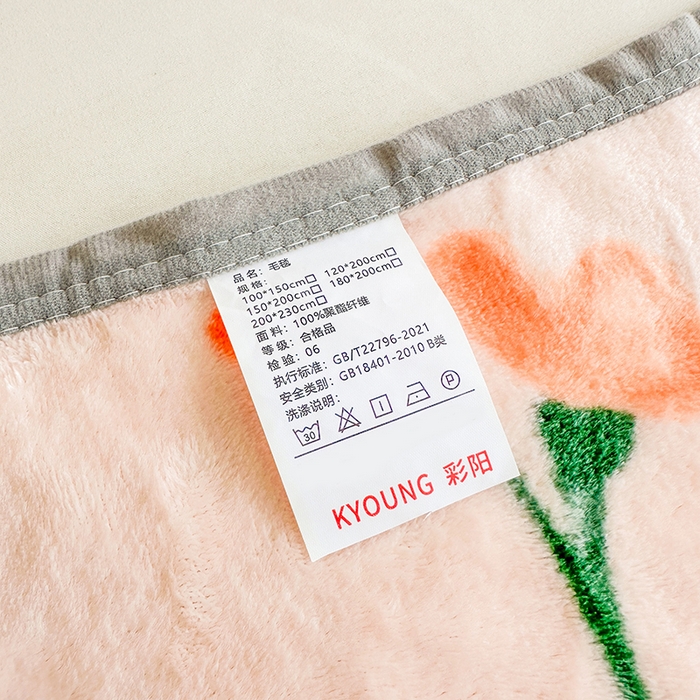 品名：毛毯
规格：
100*150cm□ 120*200cm□
150*200cm□ 180*200cm□
200*230cm□
面料：100%聚酯纤维
等级：合格品
检验：06
执行标准：GB/T22796-2021
安全类别：GB18401-2010 B类
洗涤说明：
30 P
KYOUNG 彩阳